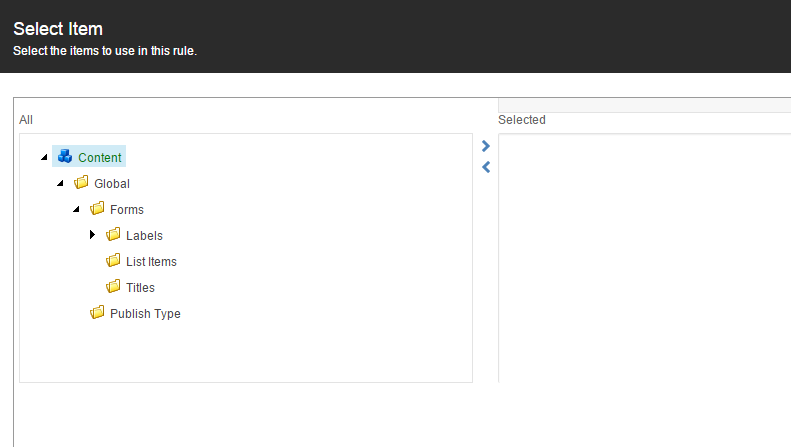 Select Item
Select the items to use in this rule.
All
Selected
Content
Global
Forms
Labels
List Items
Titles
Publish Type